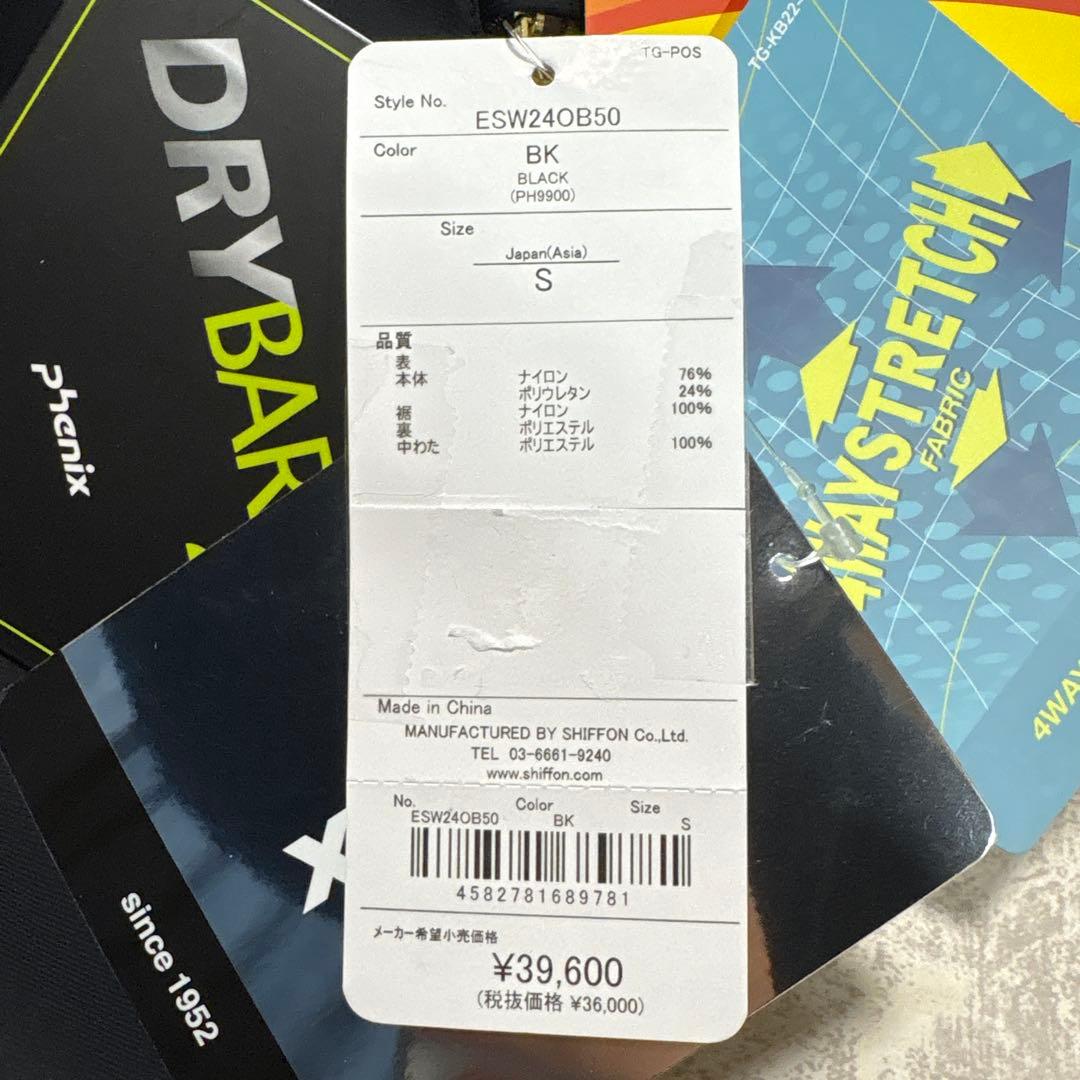 TG-POS
Style No.
ESW24OB50
Color
BK
BLACK
(PH9900)
Size
Japan(Asia)
S
品質
表
本体 ナイロン 76%
ポリウレタン 24%
裾 ナイロン 100%
裏 ポリエステル
中わた ポリエステル 100%
Made in China
MANUFACTURED BY SHIFFON Co.,Ltd.
TEL 03-6661-9240
www.shiffon.com
No. Color Size
ESW24OB50 BK S
4582781689781
メーカー希望小売価格
¥39,600
(税抜価格 ¥36,000)
DRYBAR
phenix
since 1952
TG-KB22-
4WAYSTRETCH
FABRIC
4WAY